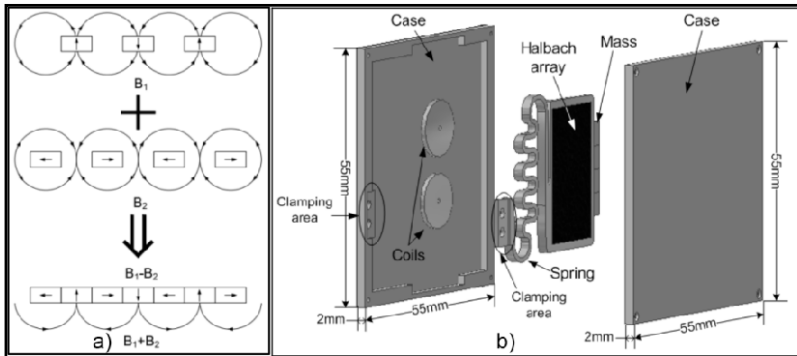 B1
B2
B1-B2
B1+B2
a)
Case
Halbach
array
Mass
Case
55mm
55mm
Clamping
area
Coils
Spring
Clamping
area
2mm
55mm
b)
2mm
55mm